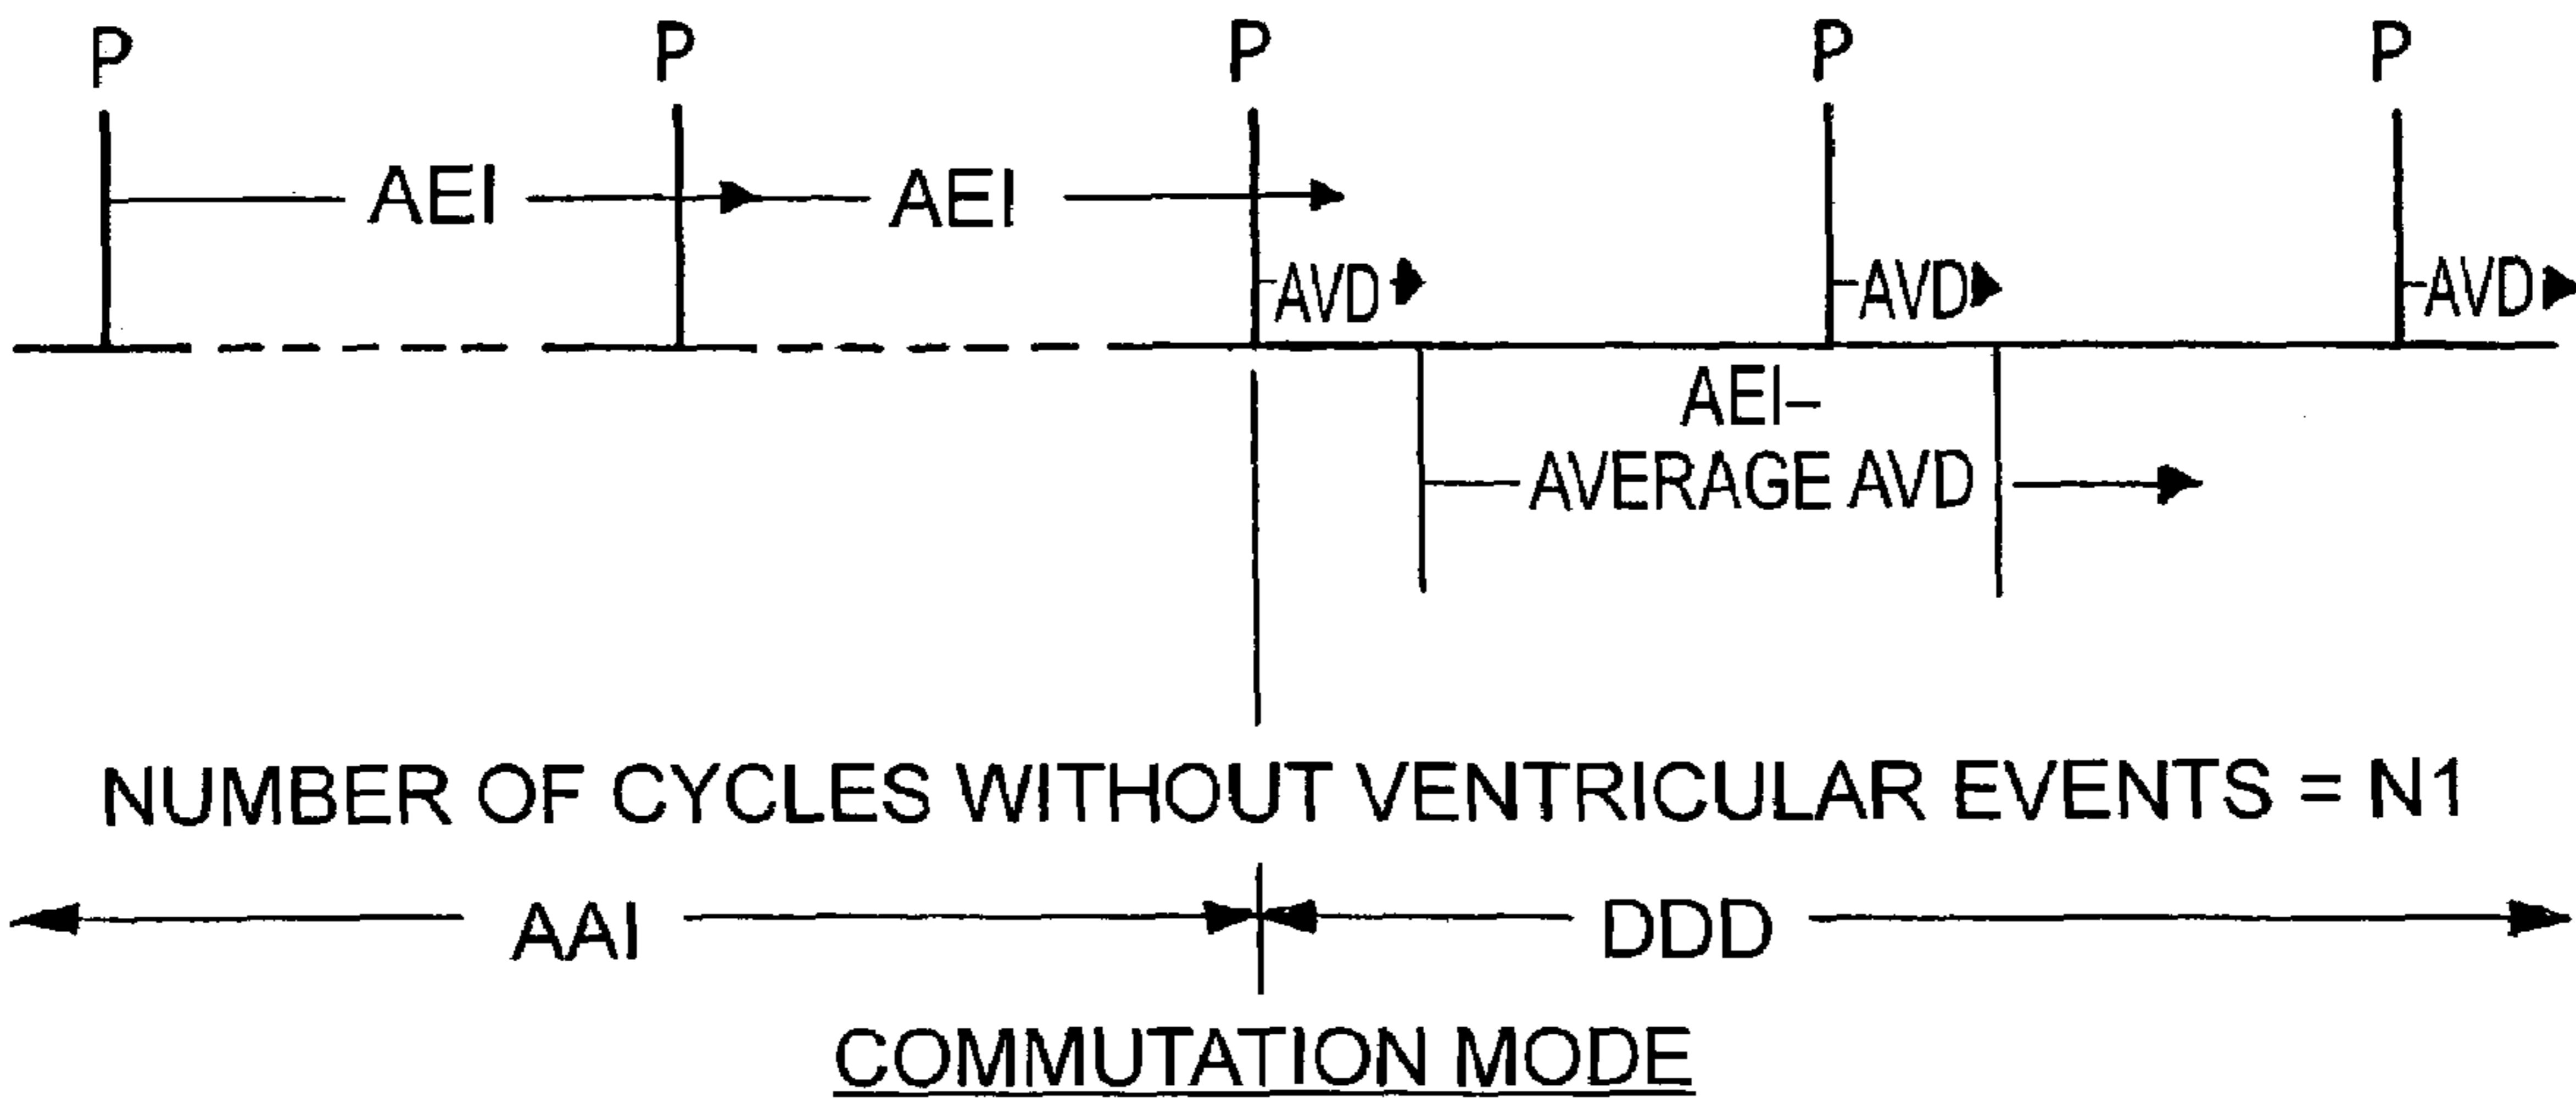 P P P P P
AEI AEI
AVD AVD AVD
AEI–
AVERAGE AVD
NUMBER OF CYCLES WITHOUT VENTRICULAR EVENTS = N1
AAI DDD
COMMUTATION MODE